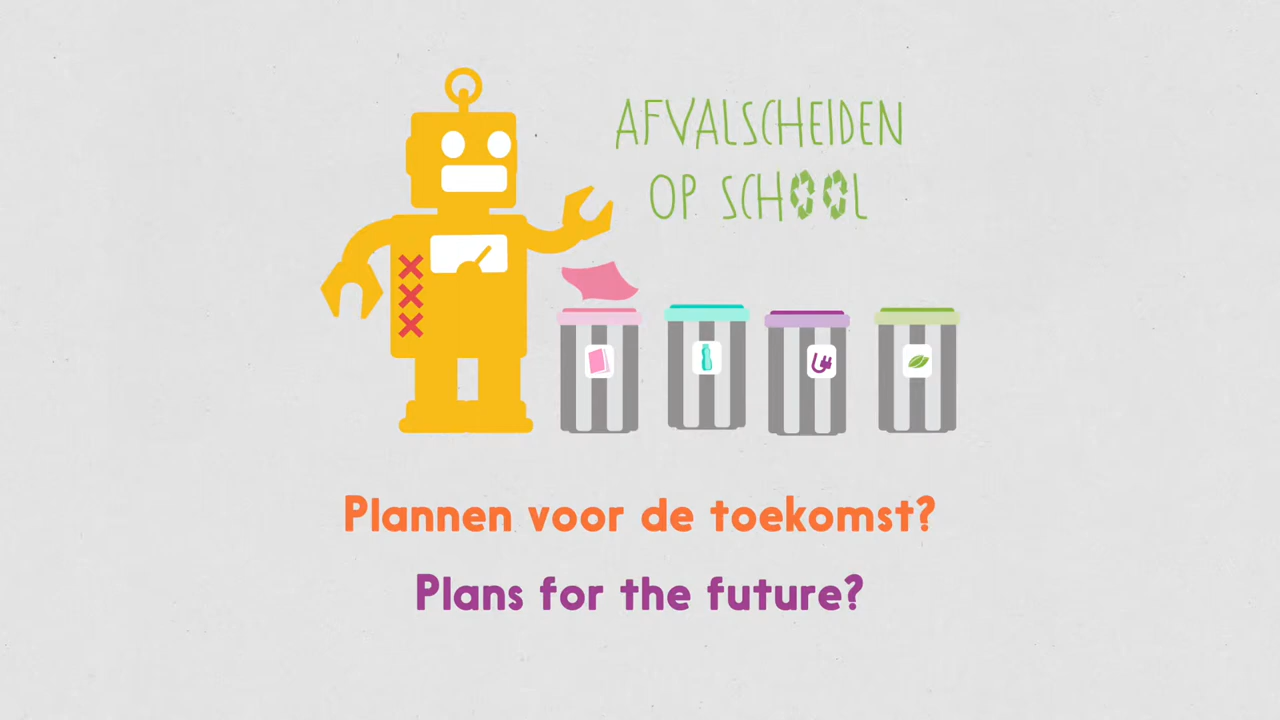 AFVALSCHEIDEN
OP SCHOOL
Plannen voor de toekomst?
Plans for the future?